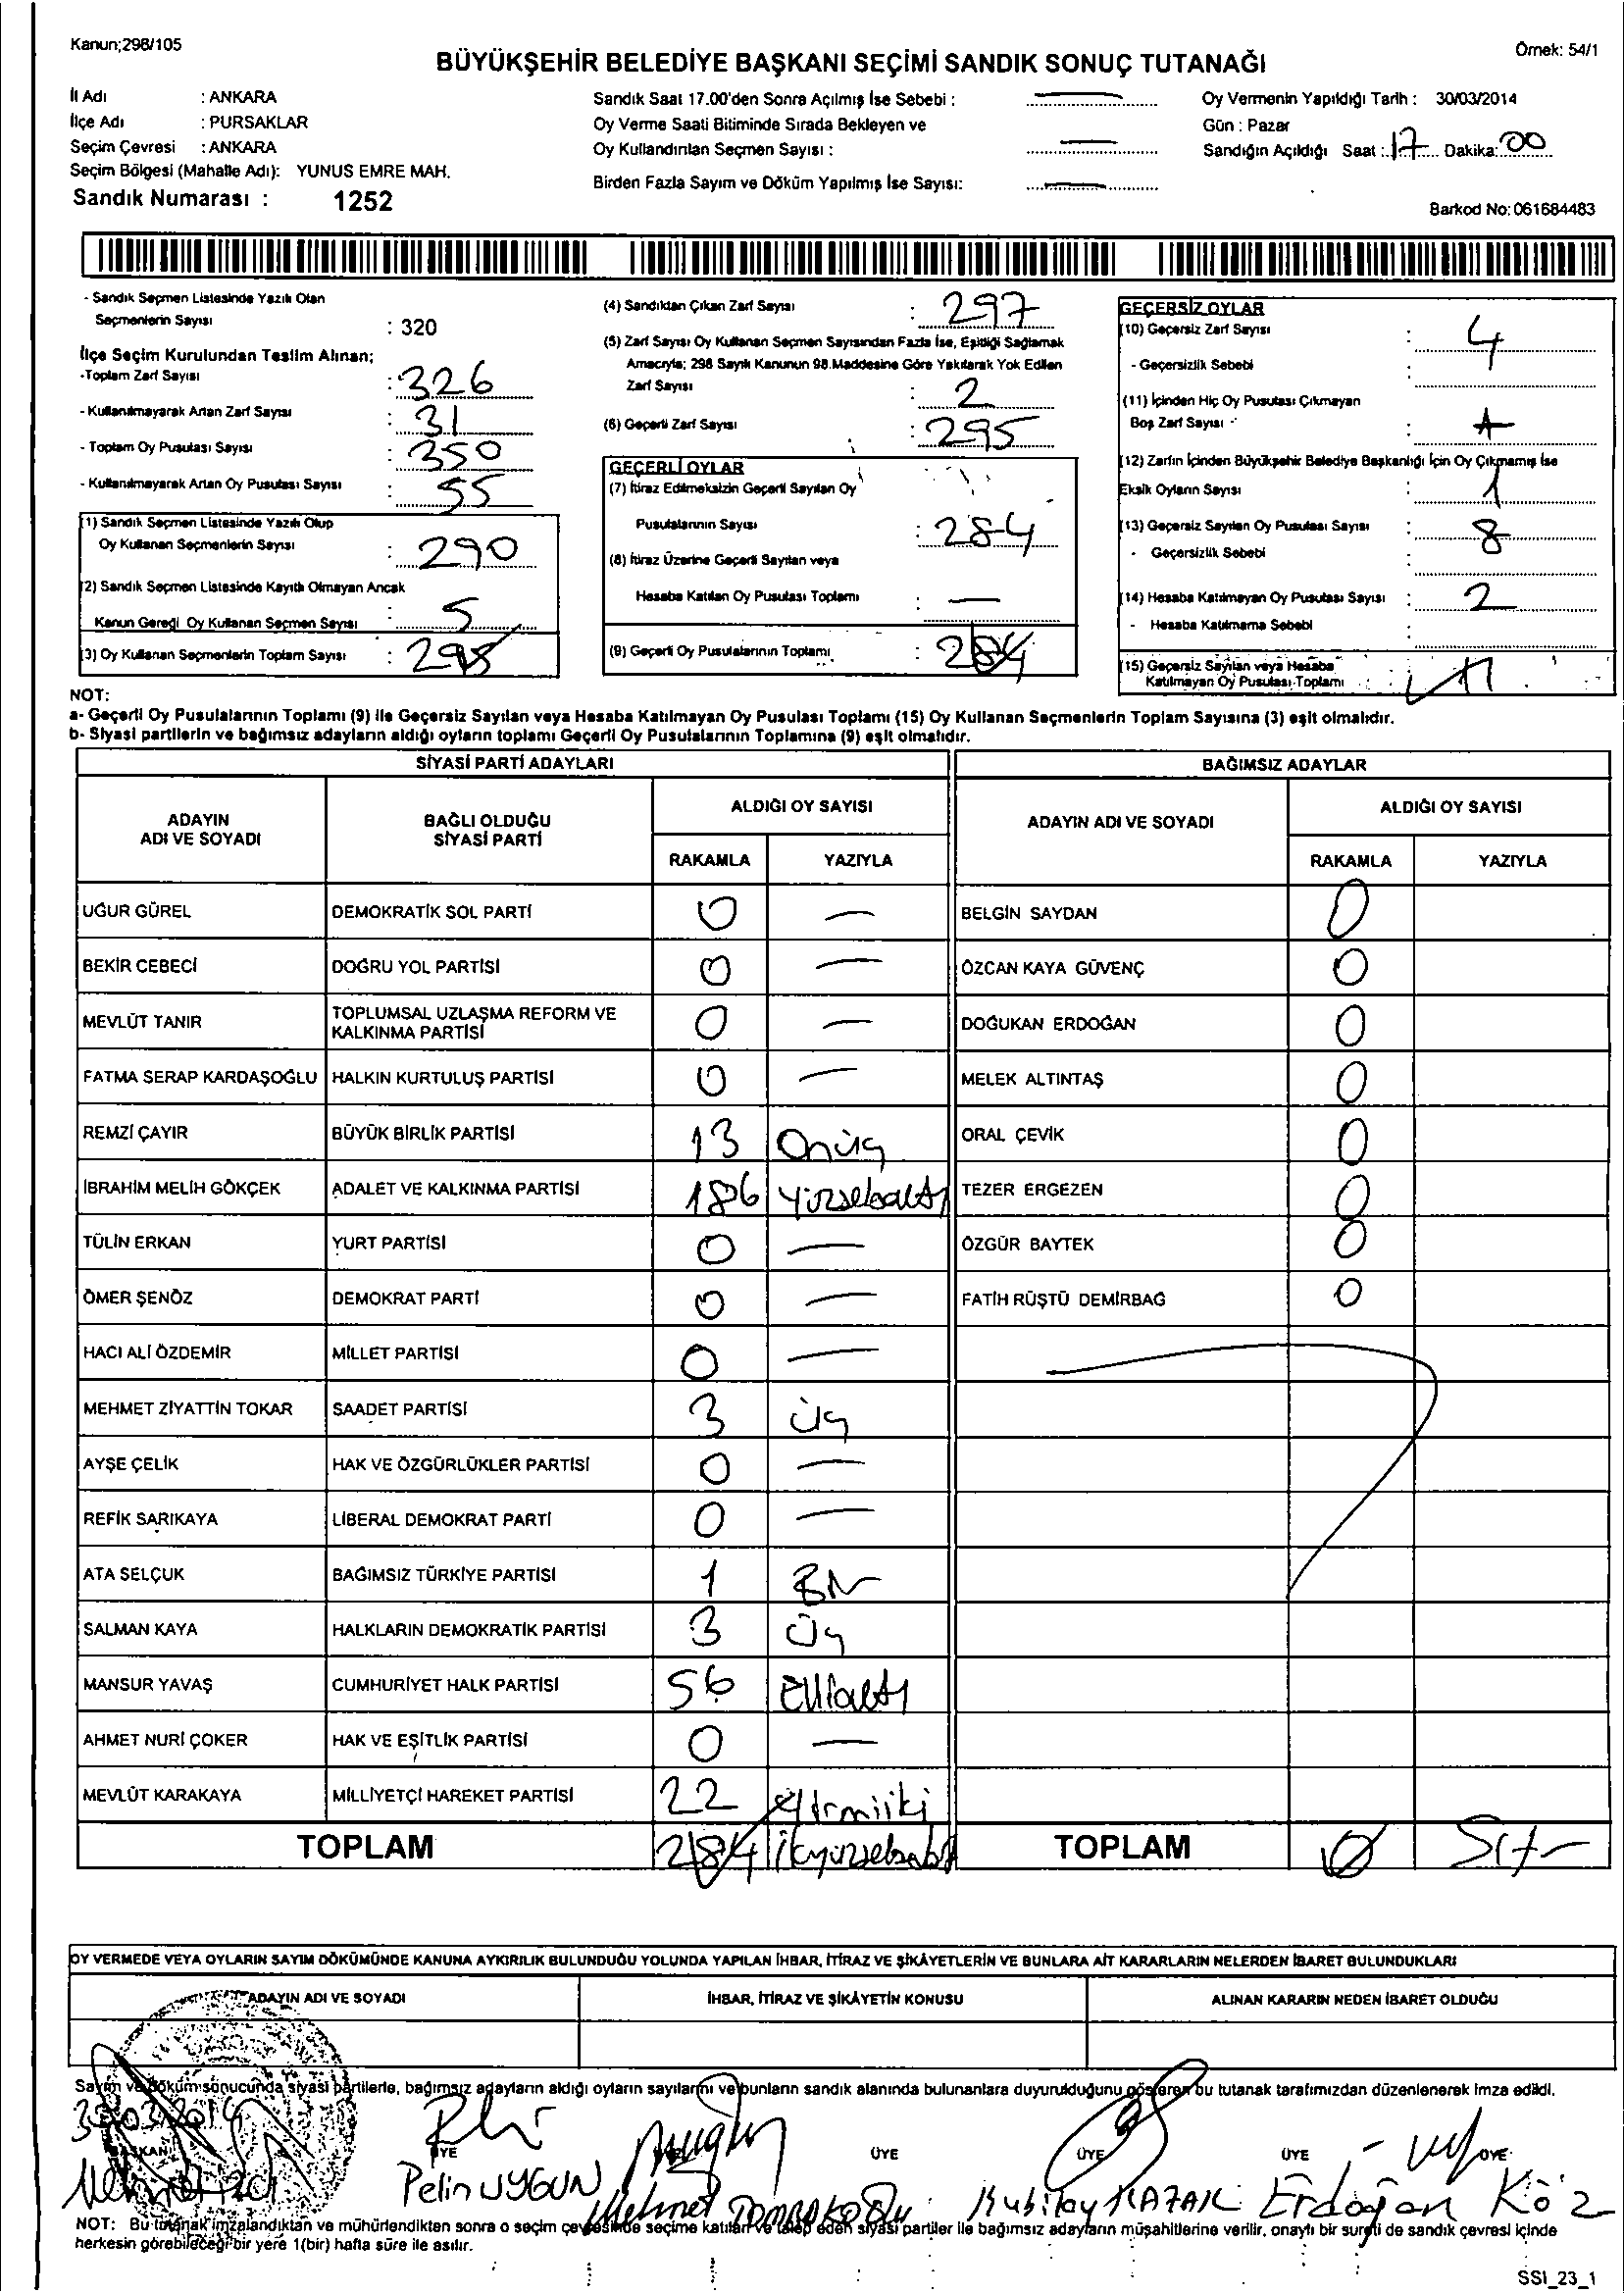 Kanun;298/105
Örnek: 54/1
BÜYÜKŞEHİR BELEDİYE BAŞKANI SEÇİMİ SANDIK SONUÇ TUTANAĞI
İl Adı : ANKARA
İlçe Adı : PURSAKLAR
Seçim Çevresi : ANKARA
Seçim Bölgesi (Mahalle Adı): YUNUS EMRE MAH.
Sandık Numarası : 1252
Sandık Saat 17.00'den Sonra Açılmış İse Sebebi : —
Oy Verme Saati Bitiminde Sırada Bekleyen ve
Oy Kullandırılan Seçmen Sayısı : —
Birden Fazla Sayım ve Döküm Yapılmış İse Sayısı: —
Oy Vermenin Yapıldığı Tarih : 30/03/2014
Gün : Pazar
Sandığın Açıldığı Saat : 17 Dakika: 00
Barkod No: 061684483
- Sandık Seçmen Listesinde Yazılı Olan
Seçmenlerin Sayısı : 320
İlçe Seçim Kurulundan Teslim Alınan;
-Toplam Zarf Sayısı : 326
- Kullanılmayarak Artan Zarf Sayısı : 31
- Toplam Oy Pusulası Sayısı : 350
- Kullanılmayarak Artan Oy Pusulası Sayısı : 55
(1) Sandık Seçmen Listesinde Yazılı Olup
Oy Kullanan Seçmenlerin Sayısı : 290
(2) Sandık Seçmen Listesinde Kayıtlı Olmayan Ancak
Kanun Gereği Oy Kullanan Seçmen Sayısı : 5
(3) Oy Kullanan Seçmenlerin Toplam Sayısı : 295
(4) Sandıktan Çıkan Zarf Sayısı : 297
(5) Zarf Sayısı Oy Kullanan Seçmen Sayısından Fazla İse, Eşitliği Sağlamak
Amacıyla; 298 Sayılı Kanunun 98.Maddesine Göre Yakılarak Yok Edilen
Zarf Sayısı : 2
(6) Geçerli Zarf Sayısı : 295
GEÇERLİ OYLAR
(7) İtiraz Edilmeksizin Geçerli Sayılan Oy
Pusulalarının Sayısı : 284
(8) İtiraz Üzerine Geçerli Sayılan veya
Hesaba Katılan Oy Pusulası Toplamı : —
(9) Geçerli Oy Pusulalarının Toplamı : 284
GEÇERSİZ OYLAR
(10) Geçersiz Zarf Sayısı : 4
- Geçersizlik Sebebi :
(11) İçinden Hiç Oy Pusulası Çıkmayan
Boş Zarf Sayısı :
(12) Zarfın İçinden Büyükşehir Belediye Başkanlığı İçin Oy Çıkmamış İse
Eksik Oyların Sayısı : 1
(13) Geçersiz Sayılan Oy Pusulası Sayısı : 8
- Geçersizlik Sebebi :
(14) Hesaba Katılmayan Oy Pusulası Sayısı : 2
- Hesaba Katılmama Sebebi :
(15) Geçersiz Sayılan veya Hesaba
Katılmayan Oy Pusulası Toplamı : 11
NOT:
a- Geçerli Oy Pusulalarının Toplamı (9) ile Geçersiz Sayılan veya Hesaba Katılmayan Oy Pusulası Toplamı (15) Oy Kullanan Seçmenlerin Toplam Sayısına (3) eşit olmalıdır.
b- Siyasi partilerin ve bağımsız adayların aldığı oyların toplamı Geçerli Oy Pusulalarının Toplamına (9) eşit olmalıdır.
SİYASİ PARTİ ADAYLARI
ADAYIN ADI VE SOYADI BAĞLI OLDUĞU SİYASİ PARTİ ALDIĞI OY SAYISI
RAKAMLA YAZIYLA
UĞUR GÜREL DEMOKRATİK SOL PARTİ 0 —
BEKİR CEBECİ DOĞRU YOL PARTİSİ 0 —
MEVLÜT TANIR TOPLUMSAL UZLAŞMA REFORM VE KALKINMA PARTİSİ 0 —
FATMA SERAP KARDAŞOĞLU HALKIN KURTULUŞ PARTİSİ 0 —
REMZİ ÇAYIR BÜYÜK BİRLİK PARTİSİ 13 Onüç
İBRAHİM MELİH GÖKÇEK ADALET VE KALKINMA PARTİSİ 186
TÜLİN ERKAN YURT PARTİSİ 0 —
ÖMER ŞENÖZ DEMOKRAT PARTİ 0 —
HACI ALİ ÖZDEMİR MİLLET PARTİSİ 0 —
MEHMET ZİYATTİN TOKAR SAADET PARTİSİ 3 üç
AYŞE ÇELİK HAK VE ÖZGÜRLÜKLER PARTİSİ 0 —
REFİK SARIKAYA LİBERAL DEMOKRAT PARTİ 0 —
ATA SELÇUK BAĞIMSIZ TÜRKİYE PARTİSİ 1 Bir
SALMAN KAYA HALKLARIN DEMOKRATİK PARTİSİ 3 Üç
MANSUR YAVAŞ CUMHURİYET HALK PARTİSİ 56 Ellialtı
AHMET NURİ ÇOKER HAK VE EŞİTLİK PARTİSİ 0 —
MEVLÜT KARAKAYA MİLLİYETÇİ HAREKET PARTİSİ 22 Yirmiiki
TOPLAM 284
BAĞIMSIZ ADAYLAR
ADAYIN ADI VE SOYADI ALDIĞI OY SAYISI
RAKAMLA YAZIYLA
BELGİN SAYDAN 0
ÖZCAN KAYA GÜVENÇ 0
DOĞUKAN ERDOĞAN 0
MELEK ALTINTAŞ 0
ORAL ÇEVİK 0
TEZER ERGEZEN 0
ÖZGÜR BAYTEK 0
FATİH RÜŞTÜ DEMİRBAĞ 0
TOPLAM 0 Sıfır
OY VERMEDE VEYA OYLARIN SAYIM DÖKÜMÜNDE KANUNA AYKIRILIK BULUNDUĞU YOLUNDA YAPILAN İHBAR, İTİRAZ VE ŞİKÂYETLERİN VE BUNLARA AİT KARARLARIN NELERDEN İBARET BULUNDUKLARI
ADAYIN ADI VE SOYADI İHBAR, İTİRAZ VE ŞİKÂYETİN KONUSU ALINAN KARARIN NEDEN İBARET OLDUĞU
Sayım ve döküm sonucunda siyasi partilerle, bağımsız adayların aldığı oyların sayılarını ve bunların sandık alanında bulunanlara duyurulduğunu gösteren bu tutanak tarafımızdan düzenlenerek imza edildi.
30/03/2014
BAŞKAN ÜYE ÜYE ÜYE ÜYE ÜYE
Pelin UYGUN Mehmet Kubilay KAZAK Erdoğan Köz
NOT: Bu tutanak imzalandıktan ve mühürlendikten sonra o seçim çevresinde seçime katılan ve talep eden siyasi partiler ile bağımsız adayların müşahitlerine verilir, onaylı bir sureti de sandık çevresi içinde
herkesin görebileceği bir yere 1(bir) hafta süre ile asılır.
SSI_23_1